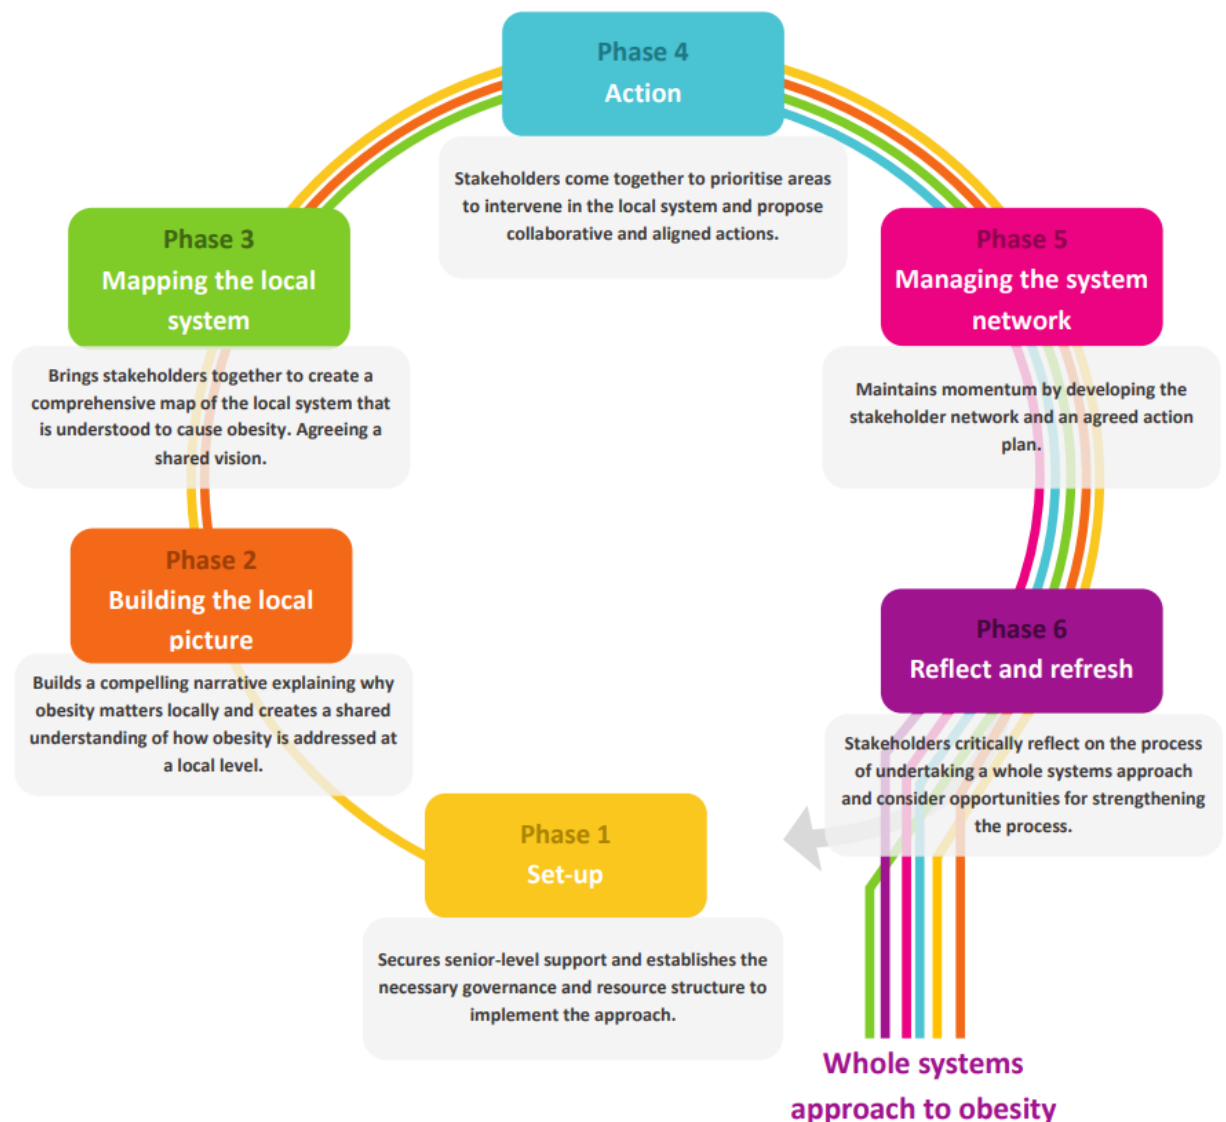 Phase 4
Action
Stakeholders come together to prioritise areas
to intervene in the local system and propose
collaborative and aligned actions.
Phase 3
Mapping the local
system
Brings stakeholders together to create a
comprehensive map of the local system that
is understood to cause obesity. Agreeing a
shared vision.
Phase 5
Managing the system
network
Maintains momentum by developing the
stakeholder network and an agreed action
plan.
Phase 2
Building the local
picture
Builds a compelling narrative explaining why
obesity matters locally and creates a shared
understanding of how obesity is addressed at
a local level.
Phase 6
Reflect and refresh
Stakeholders critically reflect on the process
of undertaking a whole systems approach
and consider opportunities for strengthening
the process.
Phase 1
Set-up
Secures senior-level support and establishes the
necessary governance and resource structure to
implement the approach.
Whole systems
approach to obesity